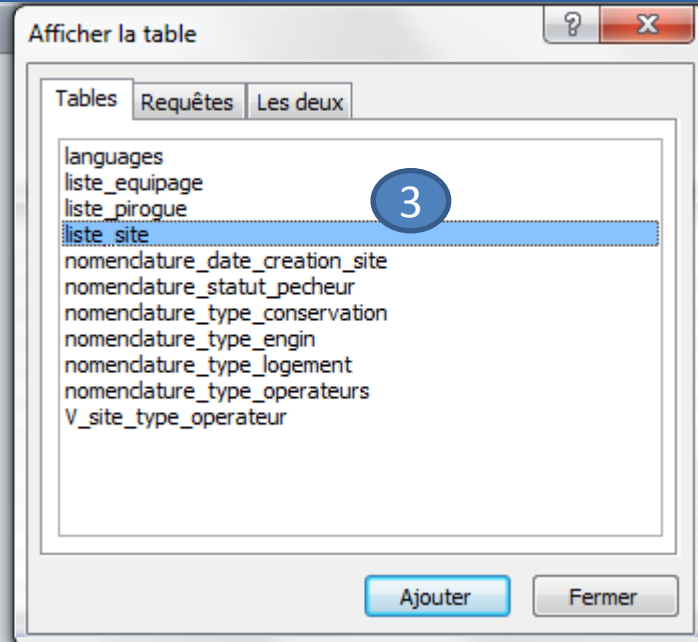 Afficher la table
Tables Requêtes Les deux
languages
liste_equipage
liste_pirogue
3
liste_site
nomenclature_date_creation_site
nomenclature_statut_pecheur
nomenclature_type_conservation
nomenclature_type_engin
nomenclature_type_logement
nomenclature_type_operateurs
V_site_type_operateur
Ajouter Fermer